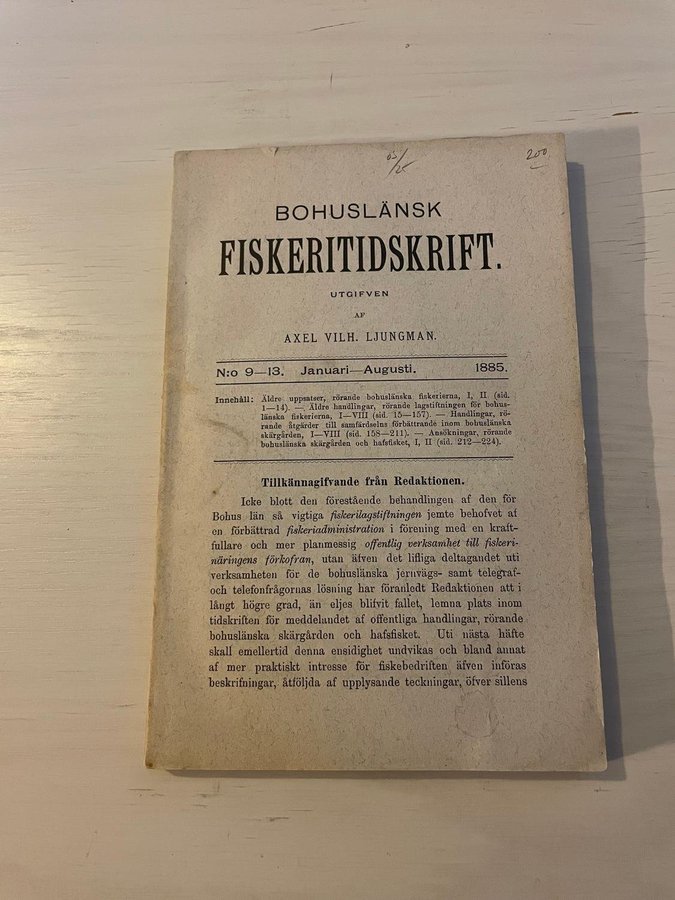 03/25
200
BOHUSLÄNSK
FISKERITIDSKRIFT.
UTGIFVEN
AF
AXEL VILH. LJUNGMAN.
N:o 9—13. Januari—Augusti. 1885.
Innehåll: Äldre uppsatser, rörande bohuslänska fiskerierna, I, II (sid.
1—14). — Äldre handlingar, rörande lagstiftningen för bohus-
länska fiskerierna, I—VIII (sid. 15—157). — Handlingar, rö-
rande åtgärder till samfärdselns förbättrande inom bohuslänska
skärgården, I—VIII (sid. 158—211). — Ansökningar, rörande
bohuslänska skärgården och hafsfisket, I, II (sid. 212—224).
Tillkännagifvande från Redaktionen.
Icke blott den förestående behandlingen af den för
Bohus län så vigtiga fiskerilagstiftningen jemte behofvet af
en förbättrad fiskeriadministration i förening med en kraft-
fullare och mer planmessig offentlig verksamhet till fiskeri-
näringens förkofran, utan äfven det lifliga deltagandet uti
verksamheten för de bohuslänska jernvägs- samt telegraf-
och telefonfrågornas lösning har föranledt Redaktionen att i
långt högre grad, än eljes blifvit fallet, lemna plats inom
tidskriften för meddelandet af offentliga handlingar, rörande
bohuslänska skärgården och hafsfisket. Uti nästa häfte
skall emellertid denna ensidighet undvikas och bland annat
af mer praktiskt intresse för fiskebedriften äfven införas
beskrifningar, åtföljda af upplysande teckningar, öfver sillens